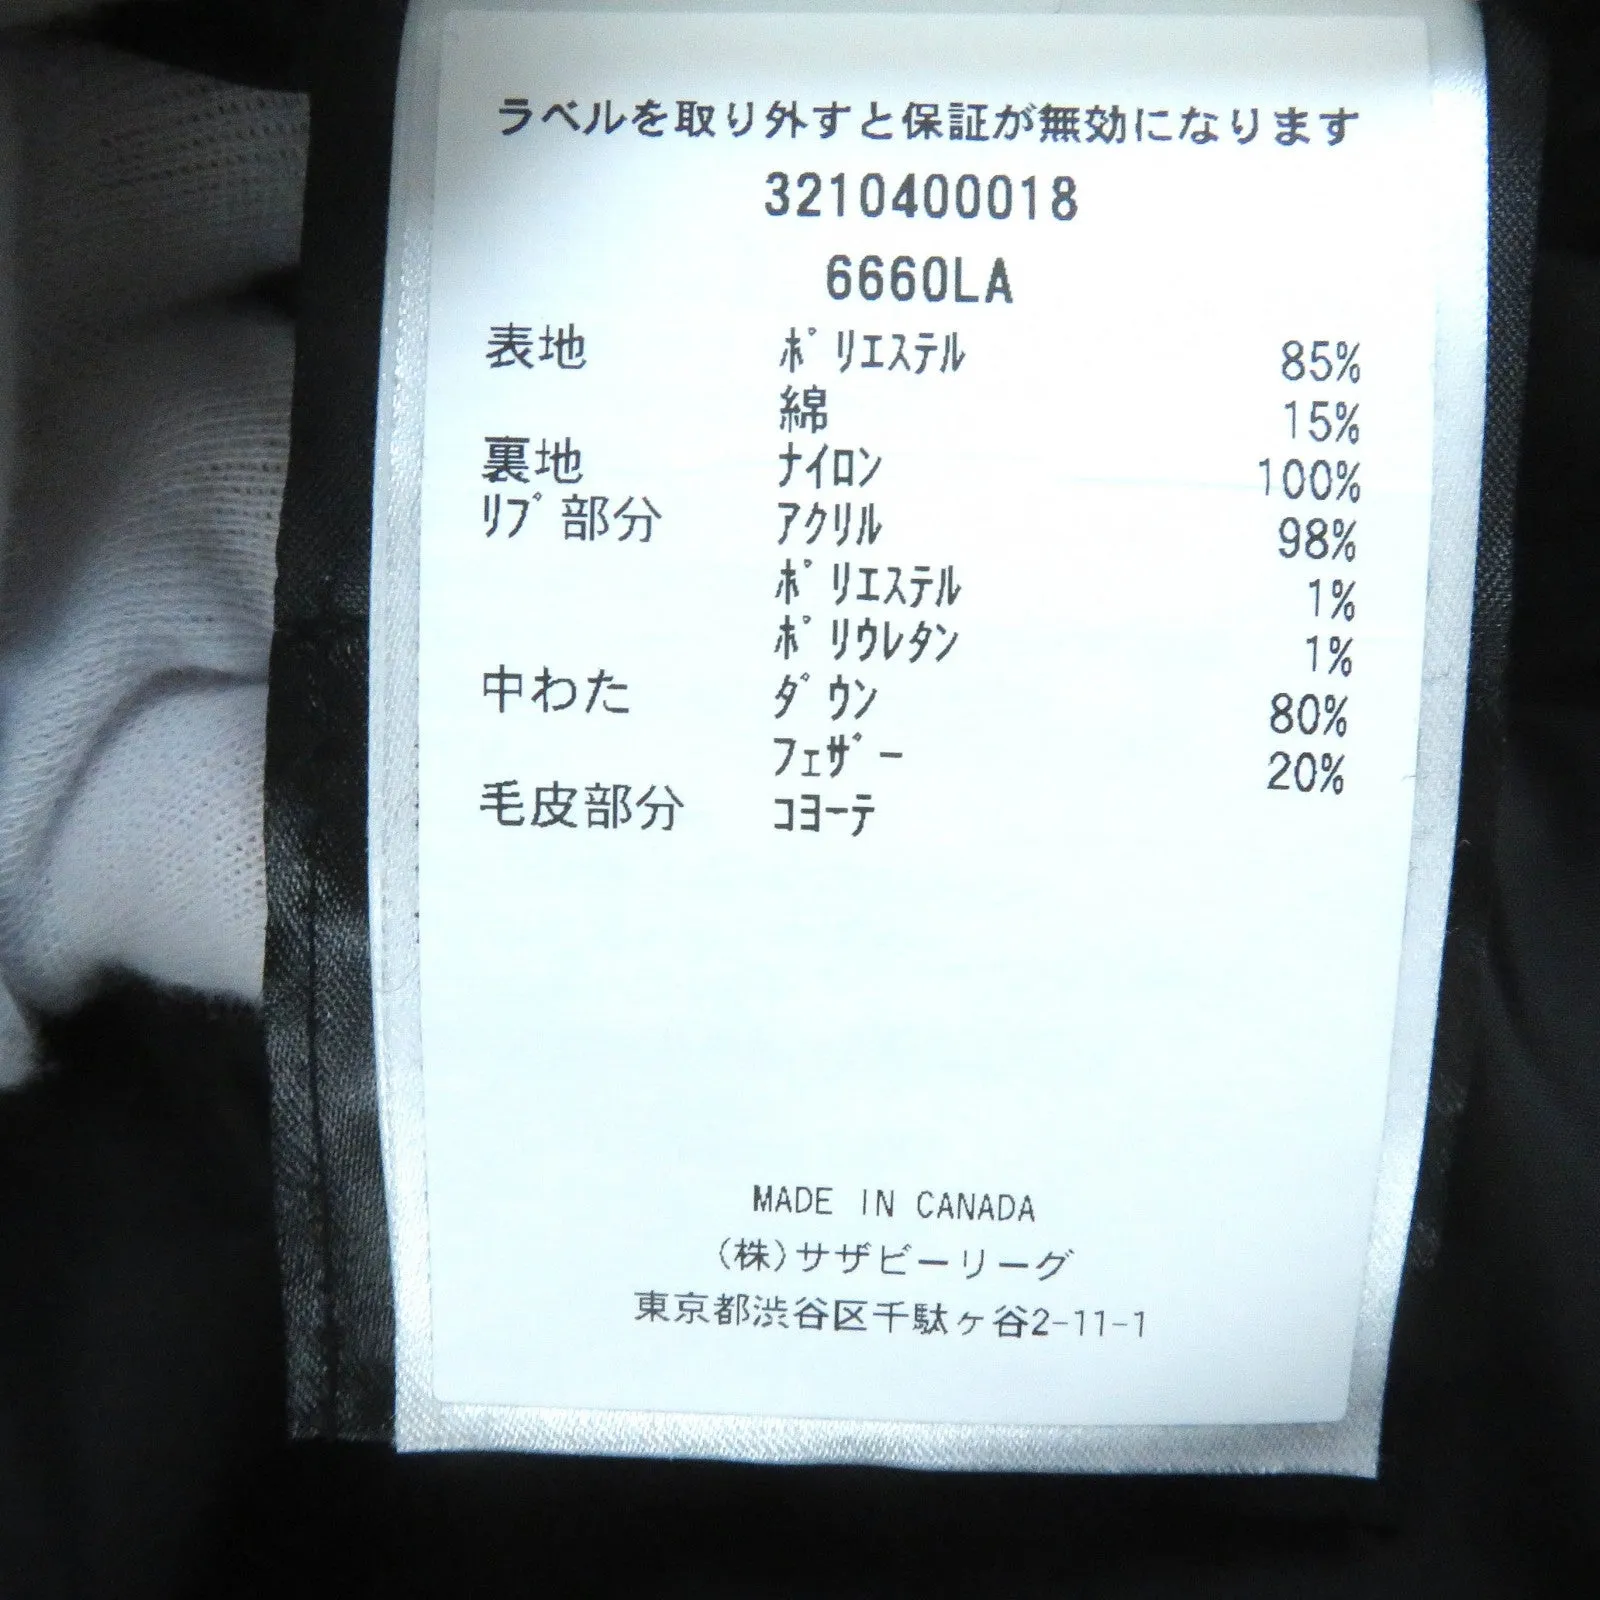 ラベルを取り外すと保証が無効になります
3210400018
6660LA
表地 ﾎﾟﾘｴｽﾃﾙ 85%
綿 15%
裏地 ﾅｲﾛﾝ 100%
ﾘﾌﾞ部分 ｱｸﾘﾙ 98%
ﾎﾟﾘｴｽﾃﾙ 1%
ﾎﾟﾘｳﾚﾀﾝ 1%
中わた ﾀﾞｳﾝ 80%
ﾌｪｻﾞｰ 20%
毛皮部分 ｺﾖｰﾃ
MADE IN CANADA
(株)サザビーリーグ
東京都渋谷区千駄ヶ谷2-11-1